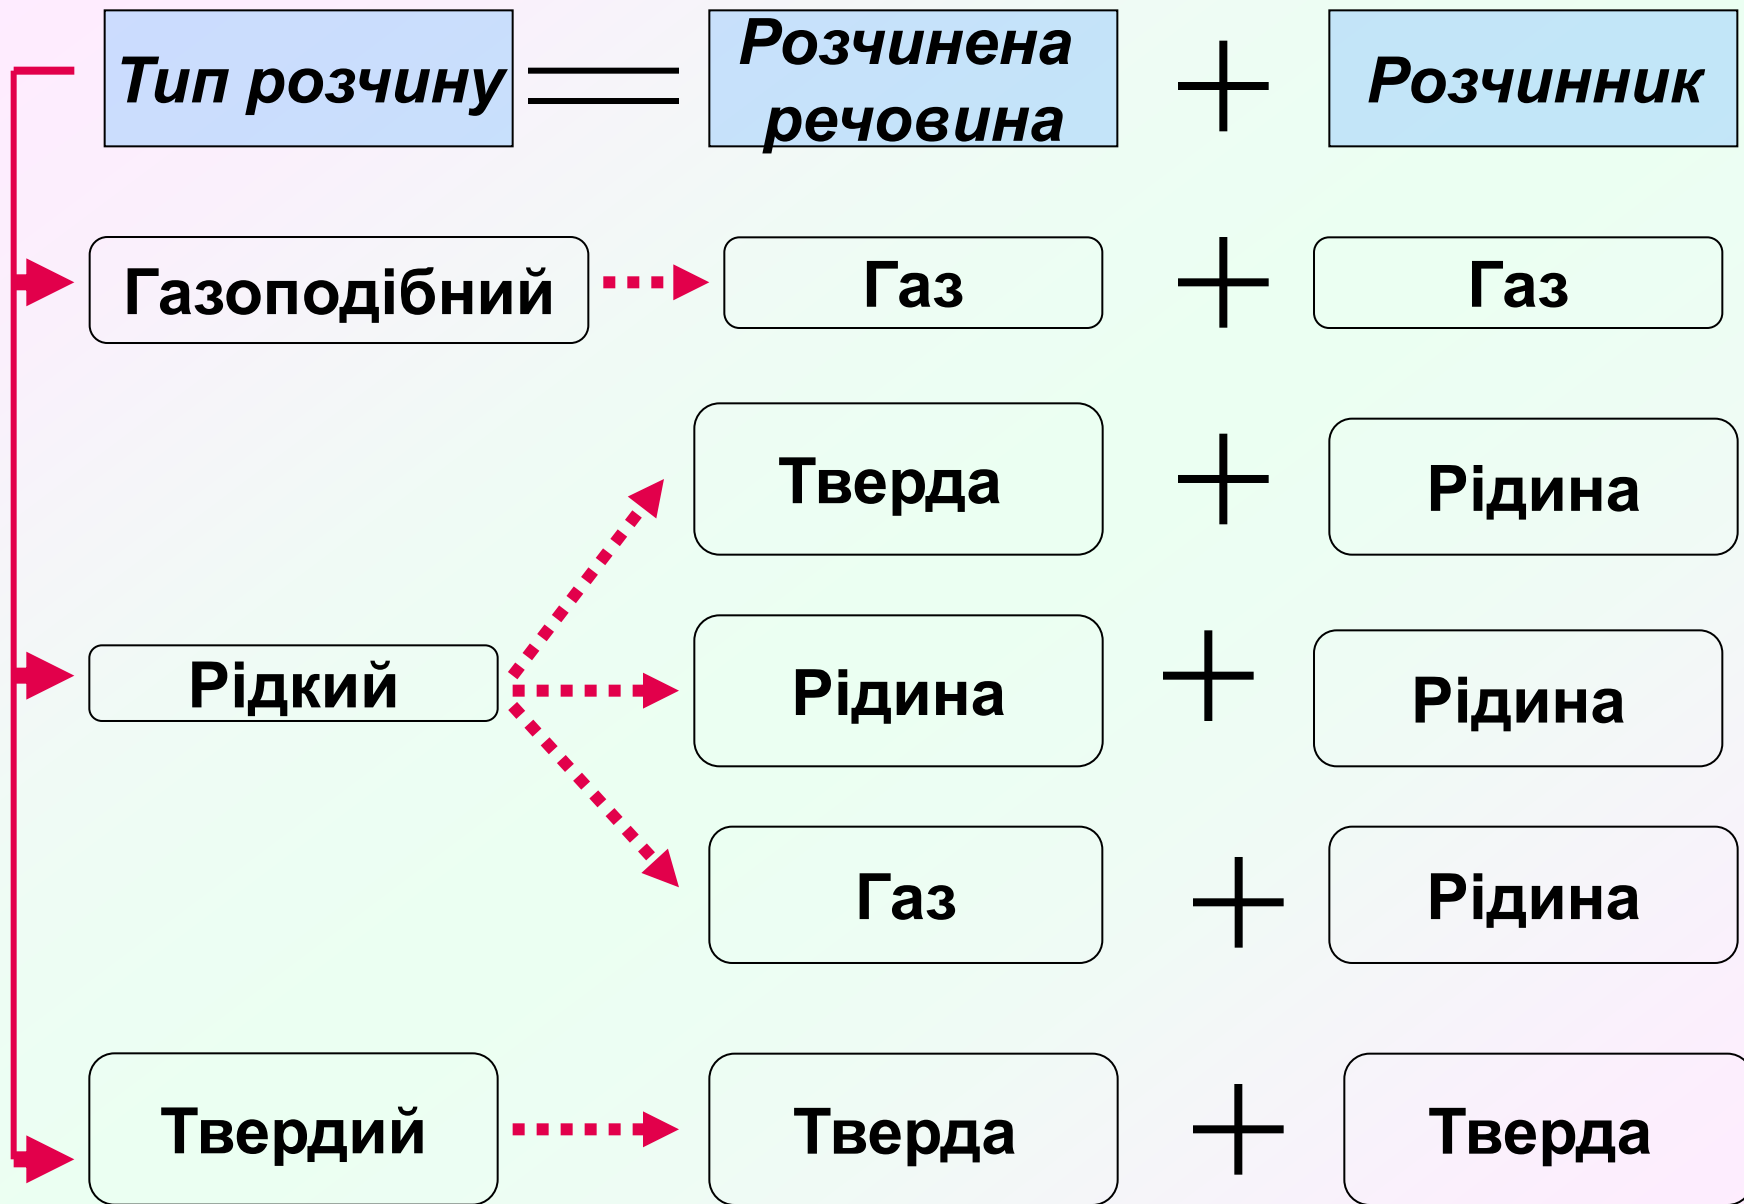 Тип розчину
Розчинена
речовина
+
Розчинник
Газоподібний
Газ
+
Газ
Тверда
+
Рідина
Рідкий
Рідина
+
Рідина
Газ
+
Рідина
Твердий
Тверда
+
Тверда